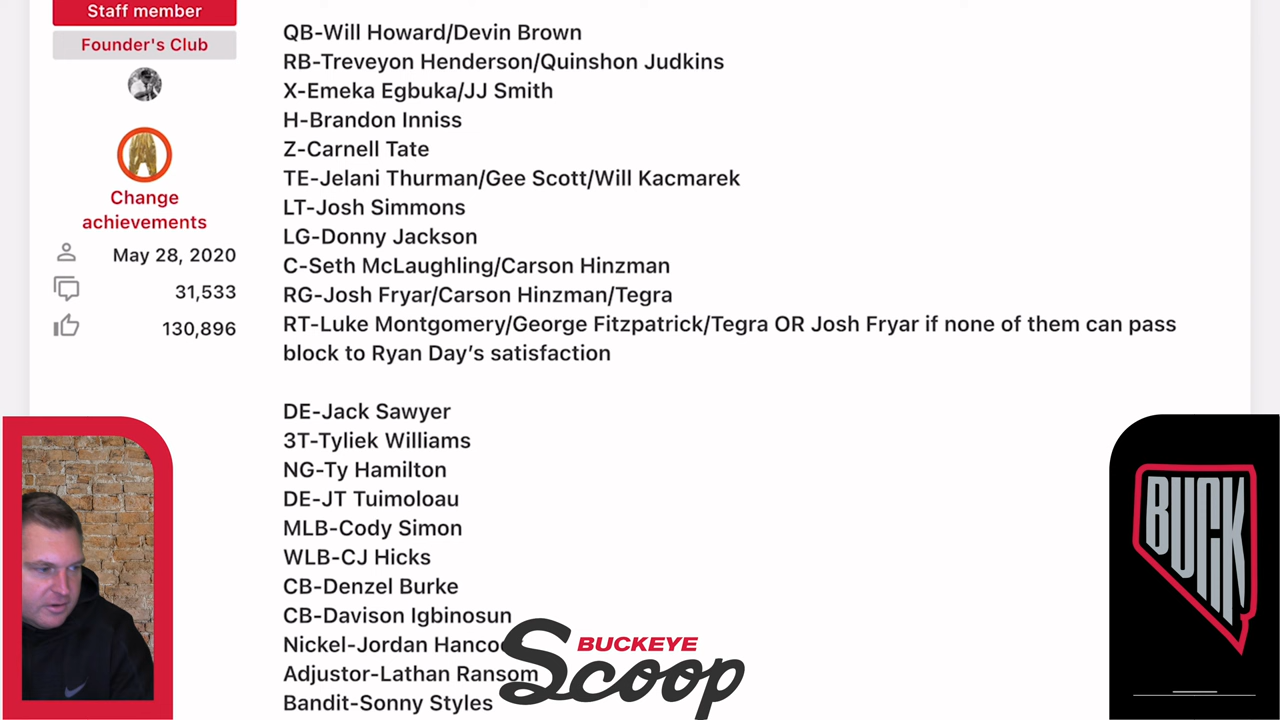 Staff member
Founder's Club
Change
achievements
May 28, 2020
31,533
130,896
QB-Will Howard/Devin Brown
RB-Treveyon Henderson/Quinshon Judkins
X-Emeka Egbuka/JJ Smith
H-Brandon Inniss
Z-Carnell Tate
TE-Jelani Thurman/Gee Scott/Will Kacmarek
LT-Josh Simmons
LG-Donny Jackson
C-Seth McLaughling/Carson Hinzman
RG-Josh Fryar/Carson Hinzman/Tegra
RT-Luke Montgomery/George Fitzpatrick/Tegra OR Josh Fryar if none of them can pass
block to Ryan Day's satisfaction
DE-Jack Sawyer
3T-Tyliek Williams
NG-Ty Hamilton
DE-JT Tuimoloau
MLB-Cody Simon
WLB-CJ Hicks
CB-Denzel Burke
CB-Davison Igbinosun
Nickel-Jordan
Adjustor-Lathan Ransom
Bandit-Sonny Styles
BUCKEYE
Scoop
BUCK